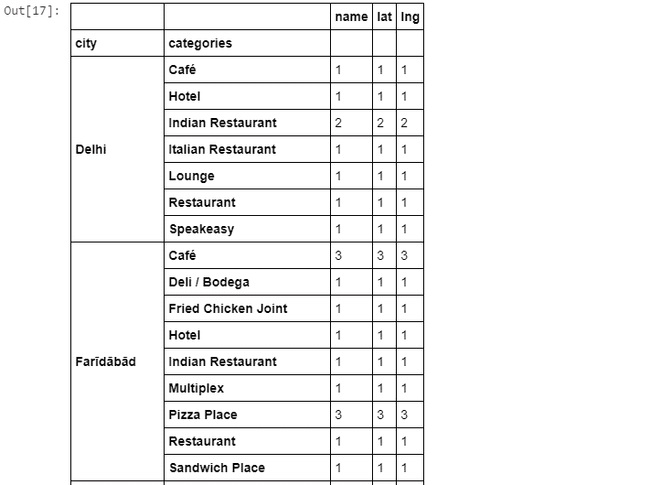 Out[17]:
name lat lng
city categories
Delhi
Café 1 1 1
Hotel 1 1 1
Indian Restaurant 2 2 2
Italian Restaurant 1 1 1
Lounge 1 1 1
Restaurant 1 1 1
Speakeasy 1 1 1
Farīdābād
Café 3 3 3
Deli / Bodega 1 1 1
Fried Chicken Joint 1 1 1
Hotel 1 1 1
Indian Restaurant 1 1 1
Multiplex 1 1 1
Pizza Place 3 3 3
Restaurant 1 1 1
Sandwich Place 1 1 1